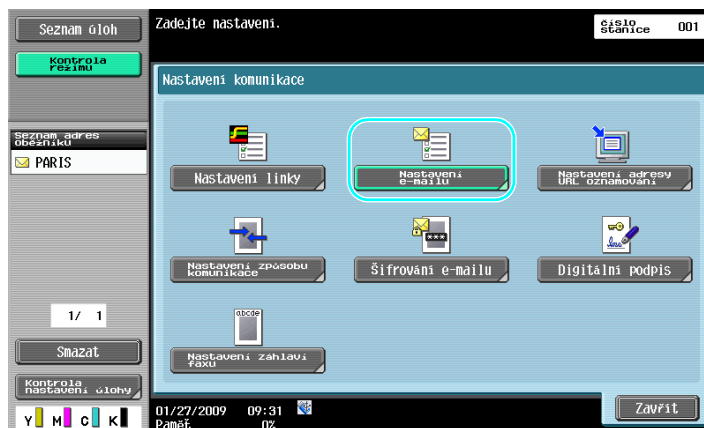 Seznam úloh
Zadejte nastavení.
číslo
stanice
001
Kontrola
režimu
Nastavení komunikace
Seznam adres
oběžníku
PARIS
Nastavení linky
Nastavení
e-mailu
Nastavení adresy
URL oznamování
Nastavení způsobu
komunikace
Šifrování e-mailu
Digitální podpis
abcde
Nastavení záhlaví
faxu
1/ 1
Smazat
Kontrola
nastavení úlohy
Y M C K
01/27/2009 09:31
Paměť 0%
Zavřít